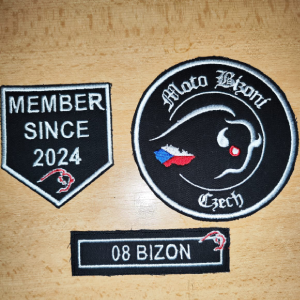 MEMBER
SINCE
2024
Moto Bizoni
Czech
08 BIZON